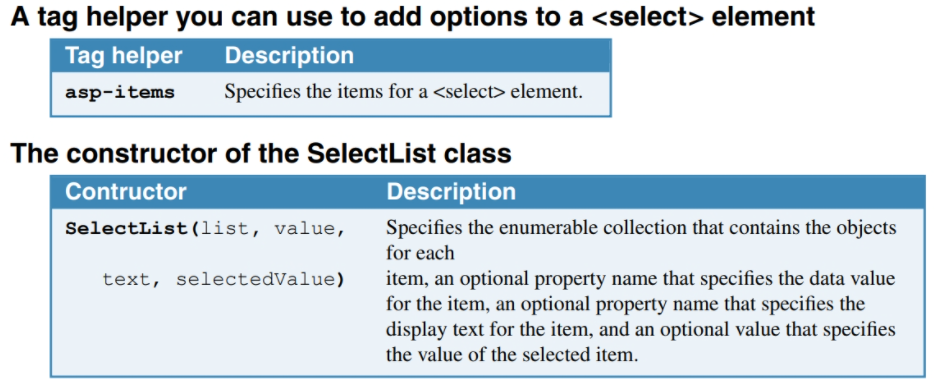 A tag helper you can use to add options to a <select> element
Tag helper Description
asp-items Specifies the items for a <select> element.
The constructor of the SelectList class
Contructor Description
SelectList(list, value, Specifies the enumerable collection that contains the objects
for each
text, selectedValue) item, an optional property name that specifies the data value
for the item, an optional property name that specifies the
display text for the item, and an optional value that specifies
the value of the selected item.